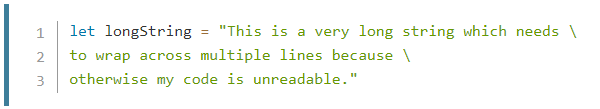 1 let longString = "This is a very long string which needs \
2 to wrap across multiple lines because \
3 otherwise my code is unreadable."